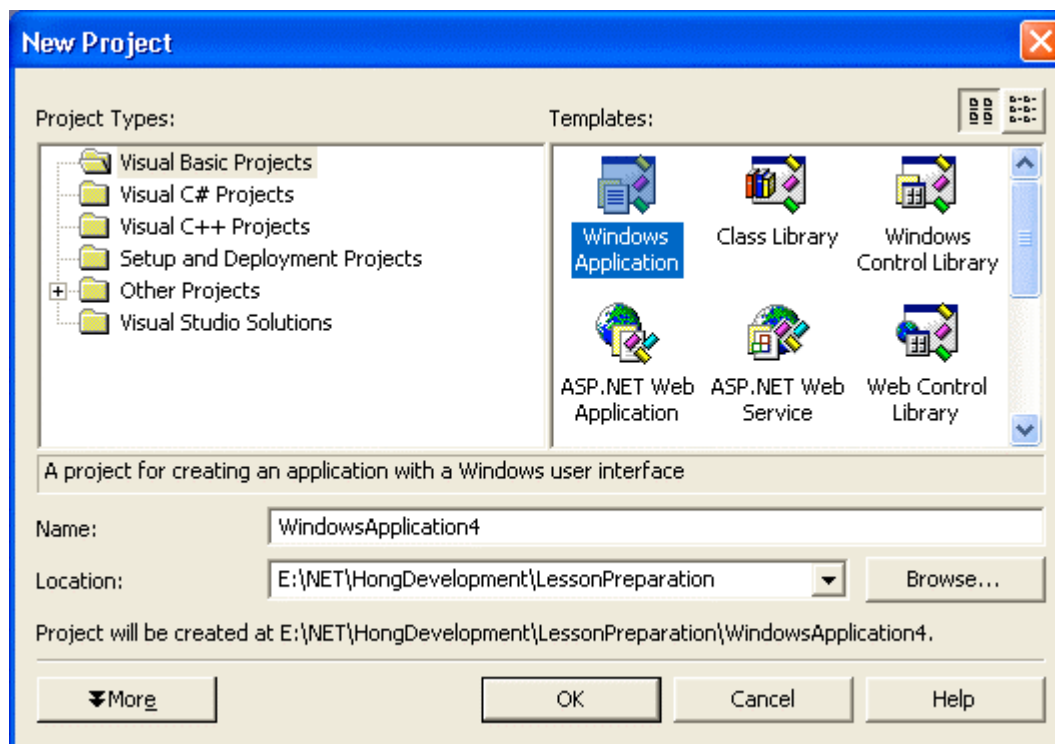 New Project
Project Types:
Templates:
Visual Basic Projects
Visual C# Projects
Visual C++ Projects
Setup and Deployment Projects
Other Projects
Visual Studio Solutions
Windows
Application
Class Library
Windows
Control Library
ASP.NET Web
Application
ASP.NET Web
Service
Web Control
Library
A project for creating an application with a Windows user interface
Name:
WindowsApplication4
Location:
E:\NET\HongDevelopment\LessonPreparation
Browse...
Project will be created at E:\NET\HongDevelopment\LessonPreparation\WindowsApplication4.
More
OK
Cancel
Help